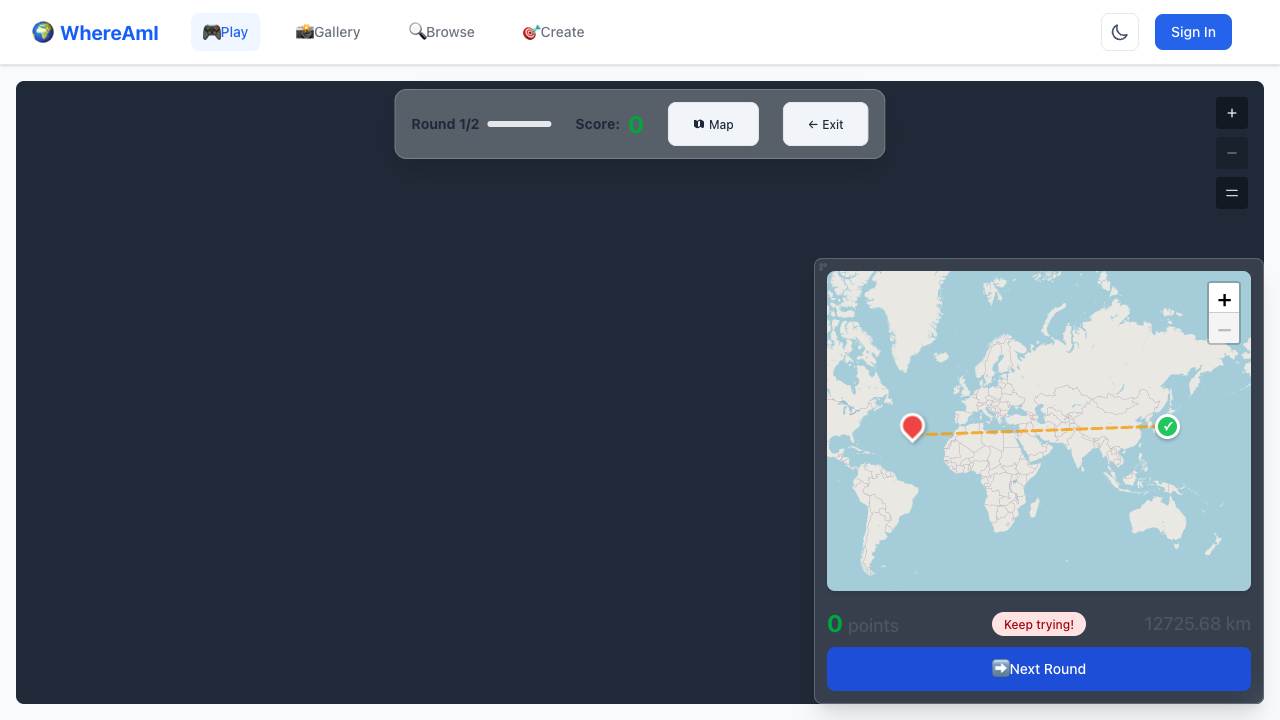 WhereAmI
Play
Gallery
Browse
Create
Sign In
Round 1/2
Score: 0
Map
← Exit
+
−
+
−
0 points
Keep trying!
12725.68 km
Next Round